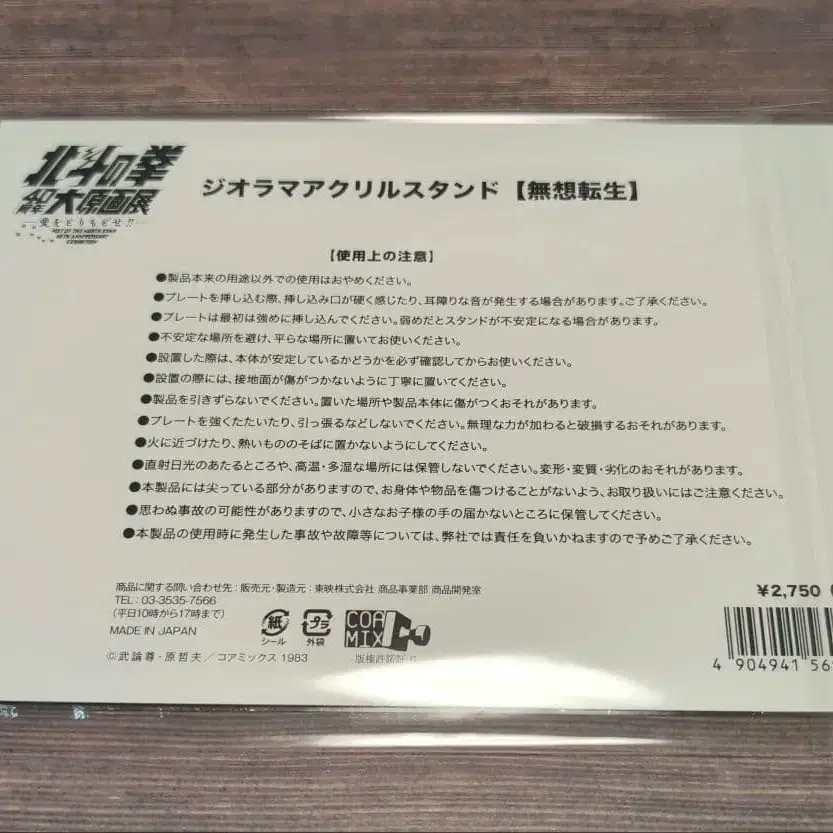 北斗の拳
40周年大原画展
―愛をとりもどせ!!―
FIST OF THE NORTH STAR
40TH ANNIVERSARY
EXHIBITION
ジオラマアクリルスタンド【無想転生】
【使用上の注意】
●製品本来の用途以外での使用はおやめください。
●プレートを挿し込む際、挿し込み口が硬く感じたり、耳障りな音が発生する場合があります。ご了承ください。
●プレートは最初は強めに挿し込んでください。弱めだとスタンドが不安定になる場合があります。
●不安定な場所を避け、平らな場所に置いてお使いください。
●設置した際は、本体が安定しているかどうかを必ず確認してからお使いください。
●設置の際には、接地面が傷がつかないように丁寧に置いてください。
●製品を引きずらないでください。置いた場所や製品本体に傷がつくおそれがあります。
●プレートを強くたたいたり、引っ張るなどしないでください。無理な力が加わると破損するおそれがあります。
●火に近づけたり、熱いもののそばに置かないようにしてください。
●直射日光のあたるところや、高温・多湿な場所には保管しないでください。変形・変質・劣化のおそれがあります。
●本製品には尖っている部分がありますので、お身体や物品を傷つけることがないよう、お取り扱いにはご注意ください。
●思わぬ事故の可能性がありますので、小さなお子様の手の届かないところに保管してください。
●本製品の使用時に発生した事故や故障等については、弊社では責任を負いかねますので予めご了承ください。
商品に関する問い合わせ先：販売元・製造元：東映株式会社 商品事業部 商品開発室
TEL：03-3535-7566
(平日10時から17時まで)
MADE IN JAPAN
紙
シール
プラ
外袋
COAMIX
版権許諾証
©武論尊・原哲夫／コアミックス 1983
¥2,750
4 904941 56